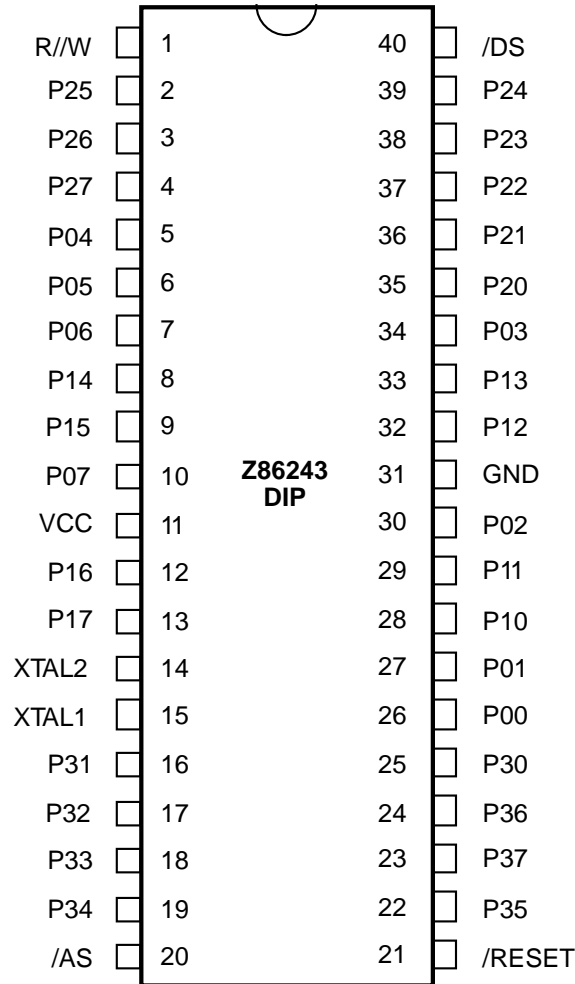 R//W 1 40 /DS
P25 2 39 P24
P26 3 38 P23
P27 4 37 P22
P04 5 36 P21
P05 6 35 P20
P06 7 34 P03
P14 8 33 P13
P15 9 32 P12
P07 10 Z86243 31 GND
DIP
VCC 11 30 P02
P16 12 29 P11
P17 13 28 P10
XTAL2 14 27 P01
XTAL1 15 26 P00
P31 16 25 P30
P32 17 24 P36
P33 18 23 P37
P34 19 22 P35
/AS 20 21 /RESET